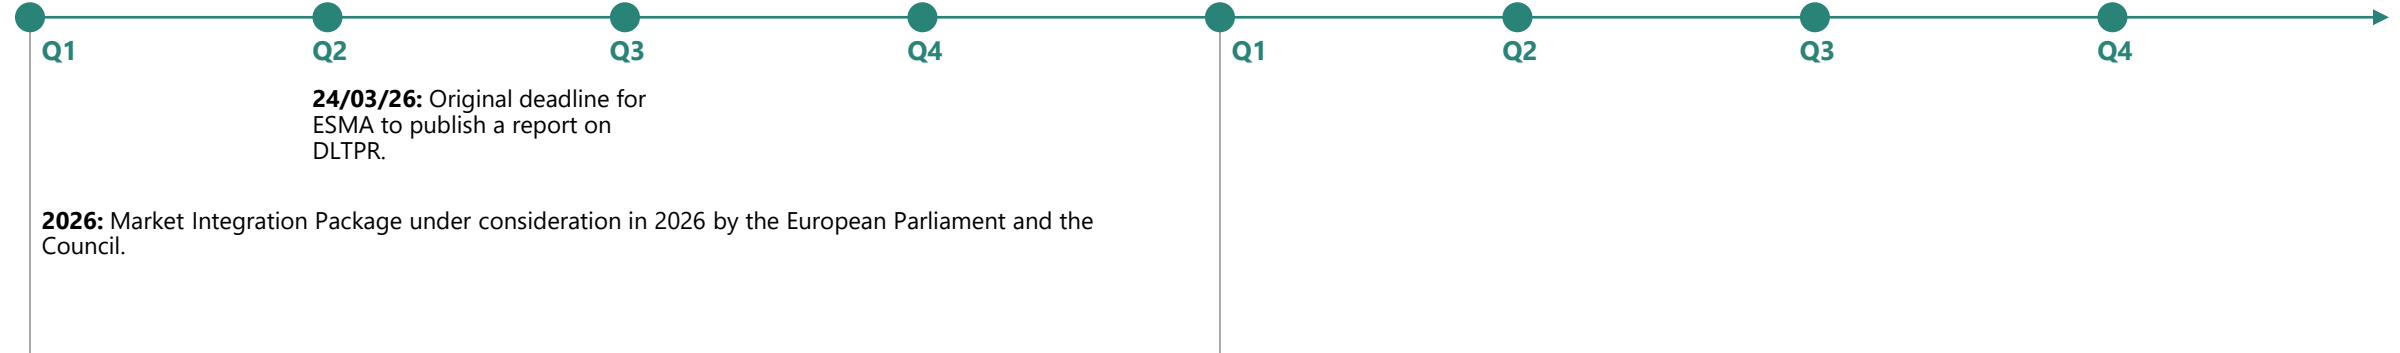 Q1
Q2
Q3
Q4
Q1
Q2
Q3
Q4
24/03/26: Original deadline for
ESMA to publish a report on
DLTPR.
2026: Market Integration Package under consideration in 2026 by the European Parliament and the
Council.